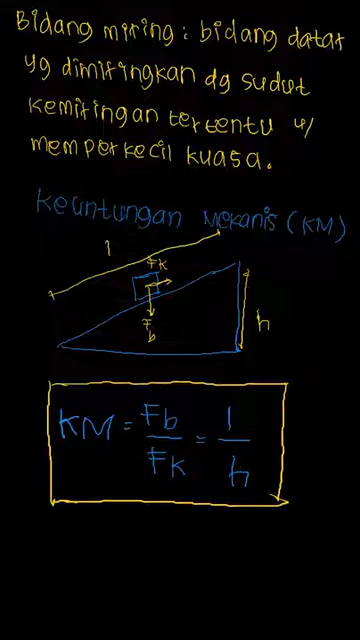 Bidang miring : bidang datar
yg dimiringkan dg sudut
kemiringan tertentu u/
memperkecil kuasa.
Keuntungan Mekanis (KM)
l
Fk
Fb
h
KM = Fb/Fk = l/h